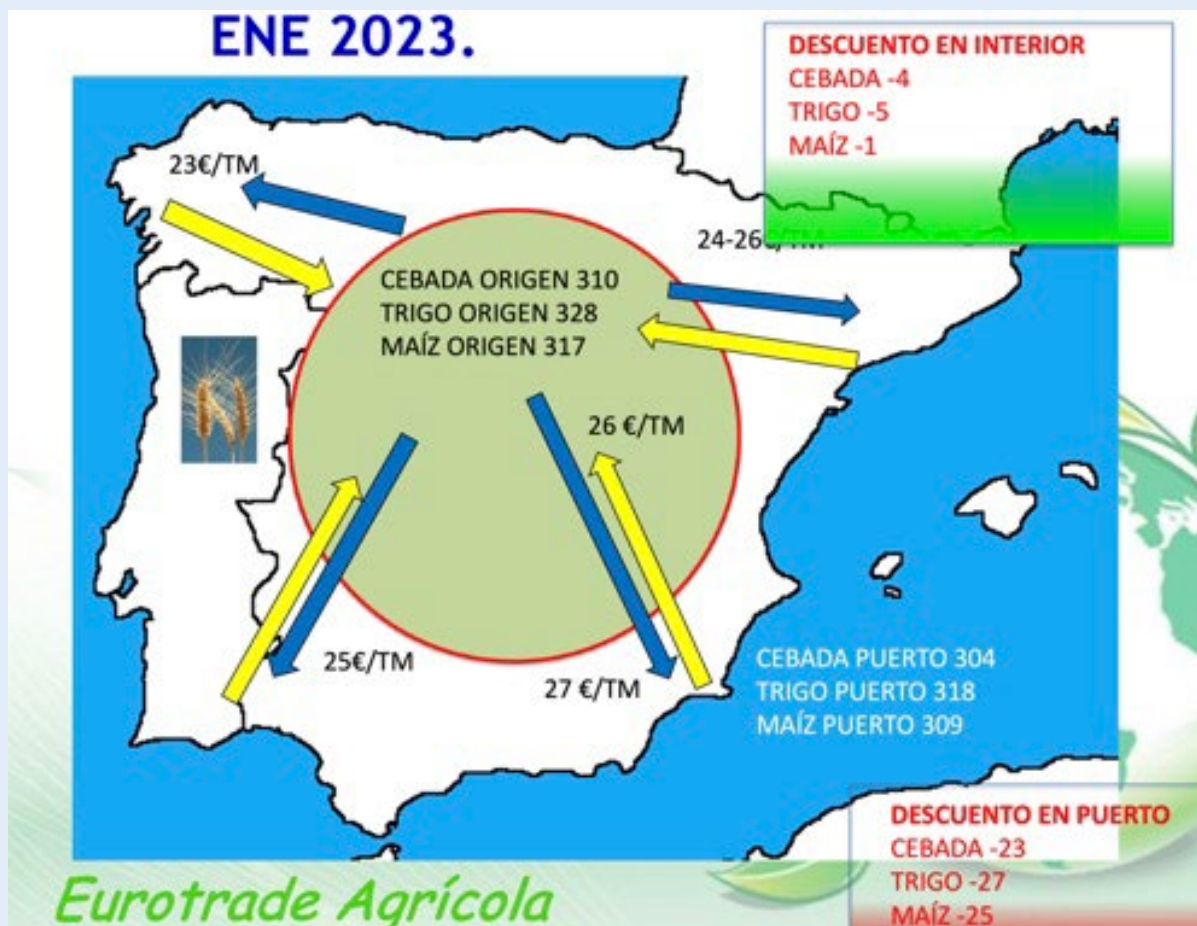 ENE 2023.
DESCUENTO EN INTERIOR
CEBADA -4
TRIGO -5
MAÍZ -1
23€/TM
24-26€/TM
CEBADA ORIGEN 310
TRIGO ORIGEN 328
MAÍZ ORIGEN 317
26 €/TM
25€/TM
27 €/TM
CEBADA PUERTO 304
TRIGO PUERTO 318
MAÍZ PUERTO 309
DESCUENTO EN PUERTO
CEBADA -23
TRIGO -27
MAÍZ -25
Eurotrade Agrícola